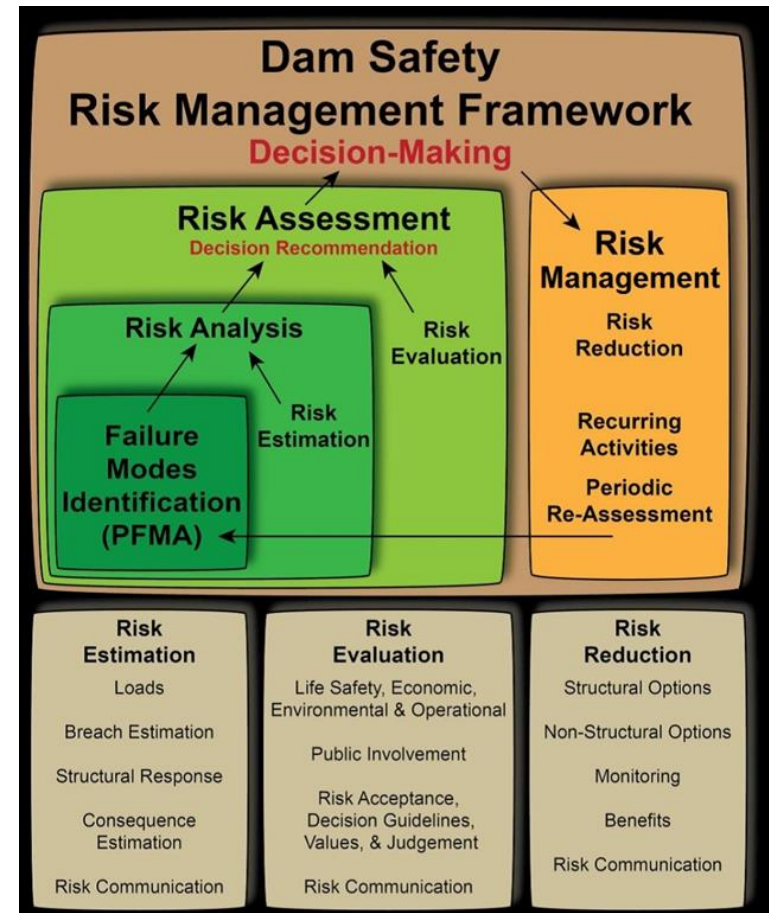 Dam Safety
Risk Management Framework
Decision-Making
Risk Assessment
Decision Recommendation
Risk Analysis
Risk
Evaluation
Failure
Modes
Identification
(PFMA)
Risk
Estimation
Risk
Management
Risk
Reduction
Recurring
Activities
Periodic
Re-Assessment
Risk
Estimation
Loads
Breach Estimation
Structural Response
Consequence
Estimation
Risk Communication
Risk
Evaluation
Life Safety, Economic,
Environmental & Operational
Public Involvement
Risk Acceptance,
Decision Guidelines,
Values, & Judgement
Risk Communication
Risk
Reduction
Structural Options
Non-Structural Options
Monitoring
Benefits
Risk Communication